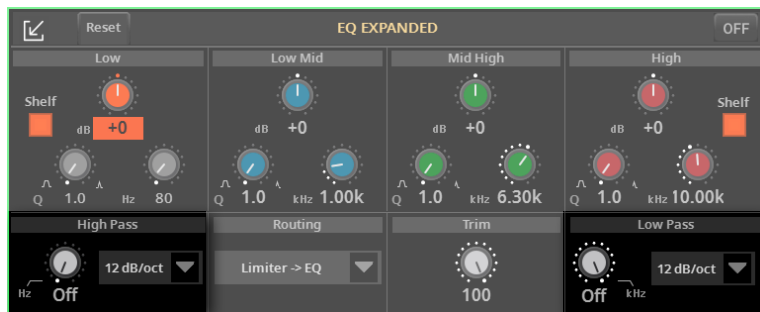 Reset EQ EXPANDED OFF
Low Low Mid Mid High High
Shelf Shelf
dB +0 dB +0 dB +0 dB +0
Q 1.0 Hz 80 Q 1.0 kHz 1.00k Q 1.0 kHz 6.30k Q 1.0 kHz 10.00k
High Pass Routing Trim Low Pass
12 dB/oct Limiter -> EQ 12 dB/oct
Hz Off 100 Off kHz